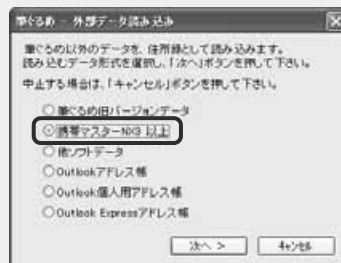 筆ぐるめ - 外部データ読み込み
筆ぐるめ以外のデータを、住所録として読み込みます。
読み込むデータ形式を選択し、「次へ」ボタンを押して下さい。
中止する場合は、「キャンセル」ボタンを押して下さい。
筆ぐるめ旧バージョンデータ
携帯マスターNX3 以上
他ソフトデータ
Outlookアドレス帳
Outlook個人用アドレス帳
Outlook Expressアドレス帳
次へ >
キャンセル